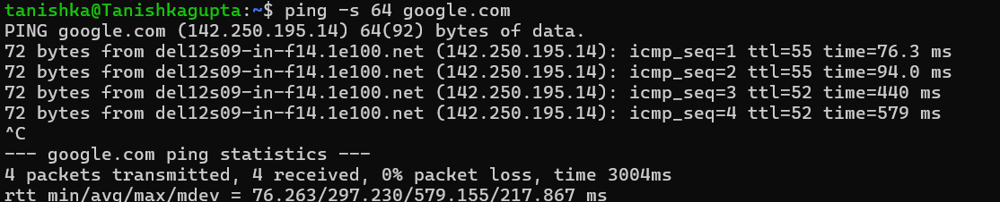 tanishka@Tanishkagupta:~$ ping -s 64 google.com
PING google.com (142.250.195.14) 64(92) bytes of data.
72 bytes from del12s09-in-f14.1e100.net (142.250.195.14): icmp_seq=1 ttl=55 time=76.3 ms
72 bytes from del12s09-in-f14.1e100.net (142.250.195.14): icmp_seq=2 ttl=55 time=94.0 ms
72 bytes from del12s09-in-f14.1e100.net (142.250.195.14): icmp_seq=3 ttl=52 time=440 ms
72 bytes from del12s09-in-f14.1e100.net (142.250.195.14): icmp_seq=4 ttl=52 time=579 ms
^C
--- google.com ping statistics ---
4 packets transmitted, 4 received, 0% packet loss, time 3004ms
rtt min/avg/max/mdev = 76.263/297.230/579.155/217.867 ms